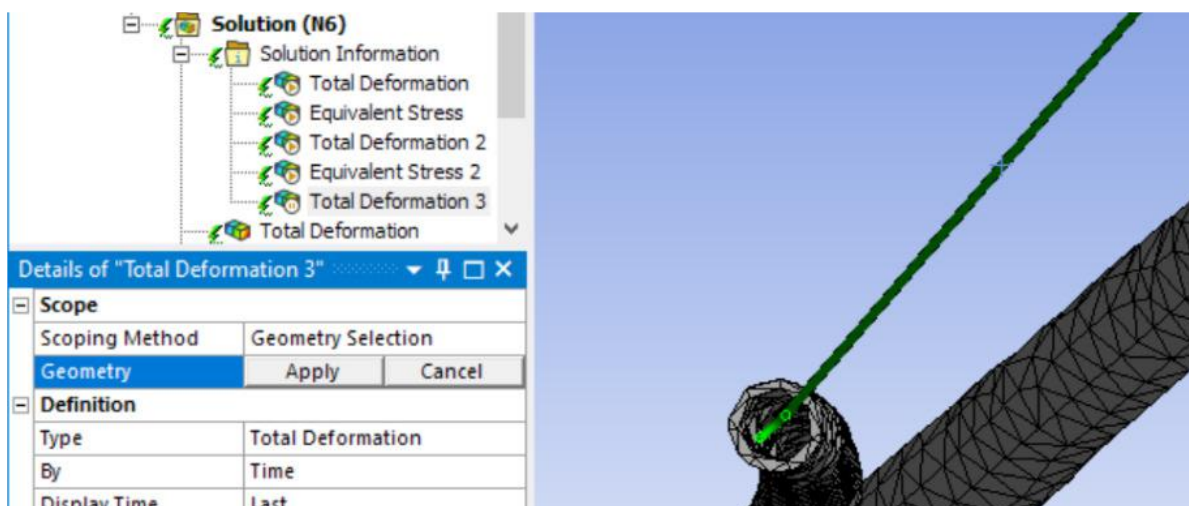 Solution (N6)
Solution Information
Total Deformation
Equivalent Stress
Total Deformation 2
Equivalent Stress 2
Total Deformation 3
Total Deformation
Details of "Total Deformation 3"
Scope
Scoping Method Geometry Selection
Geometry Apply Cancel
Definition
Type Total Deformation
By Time
Display Time Last